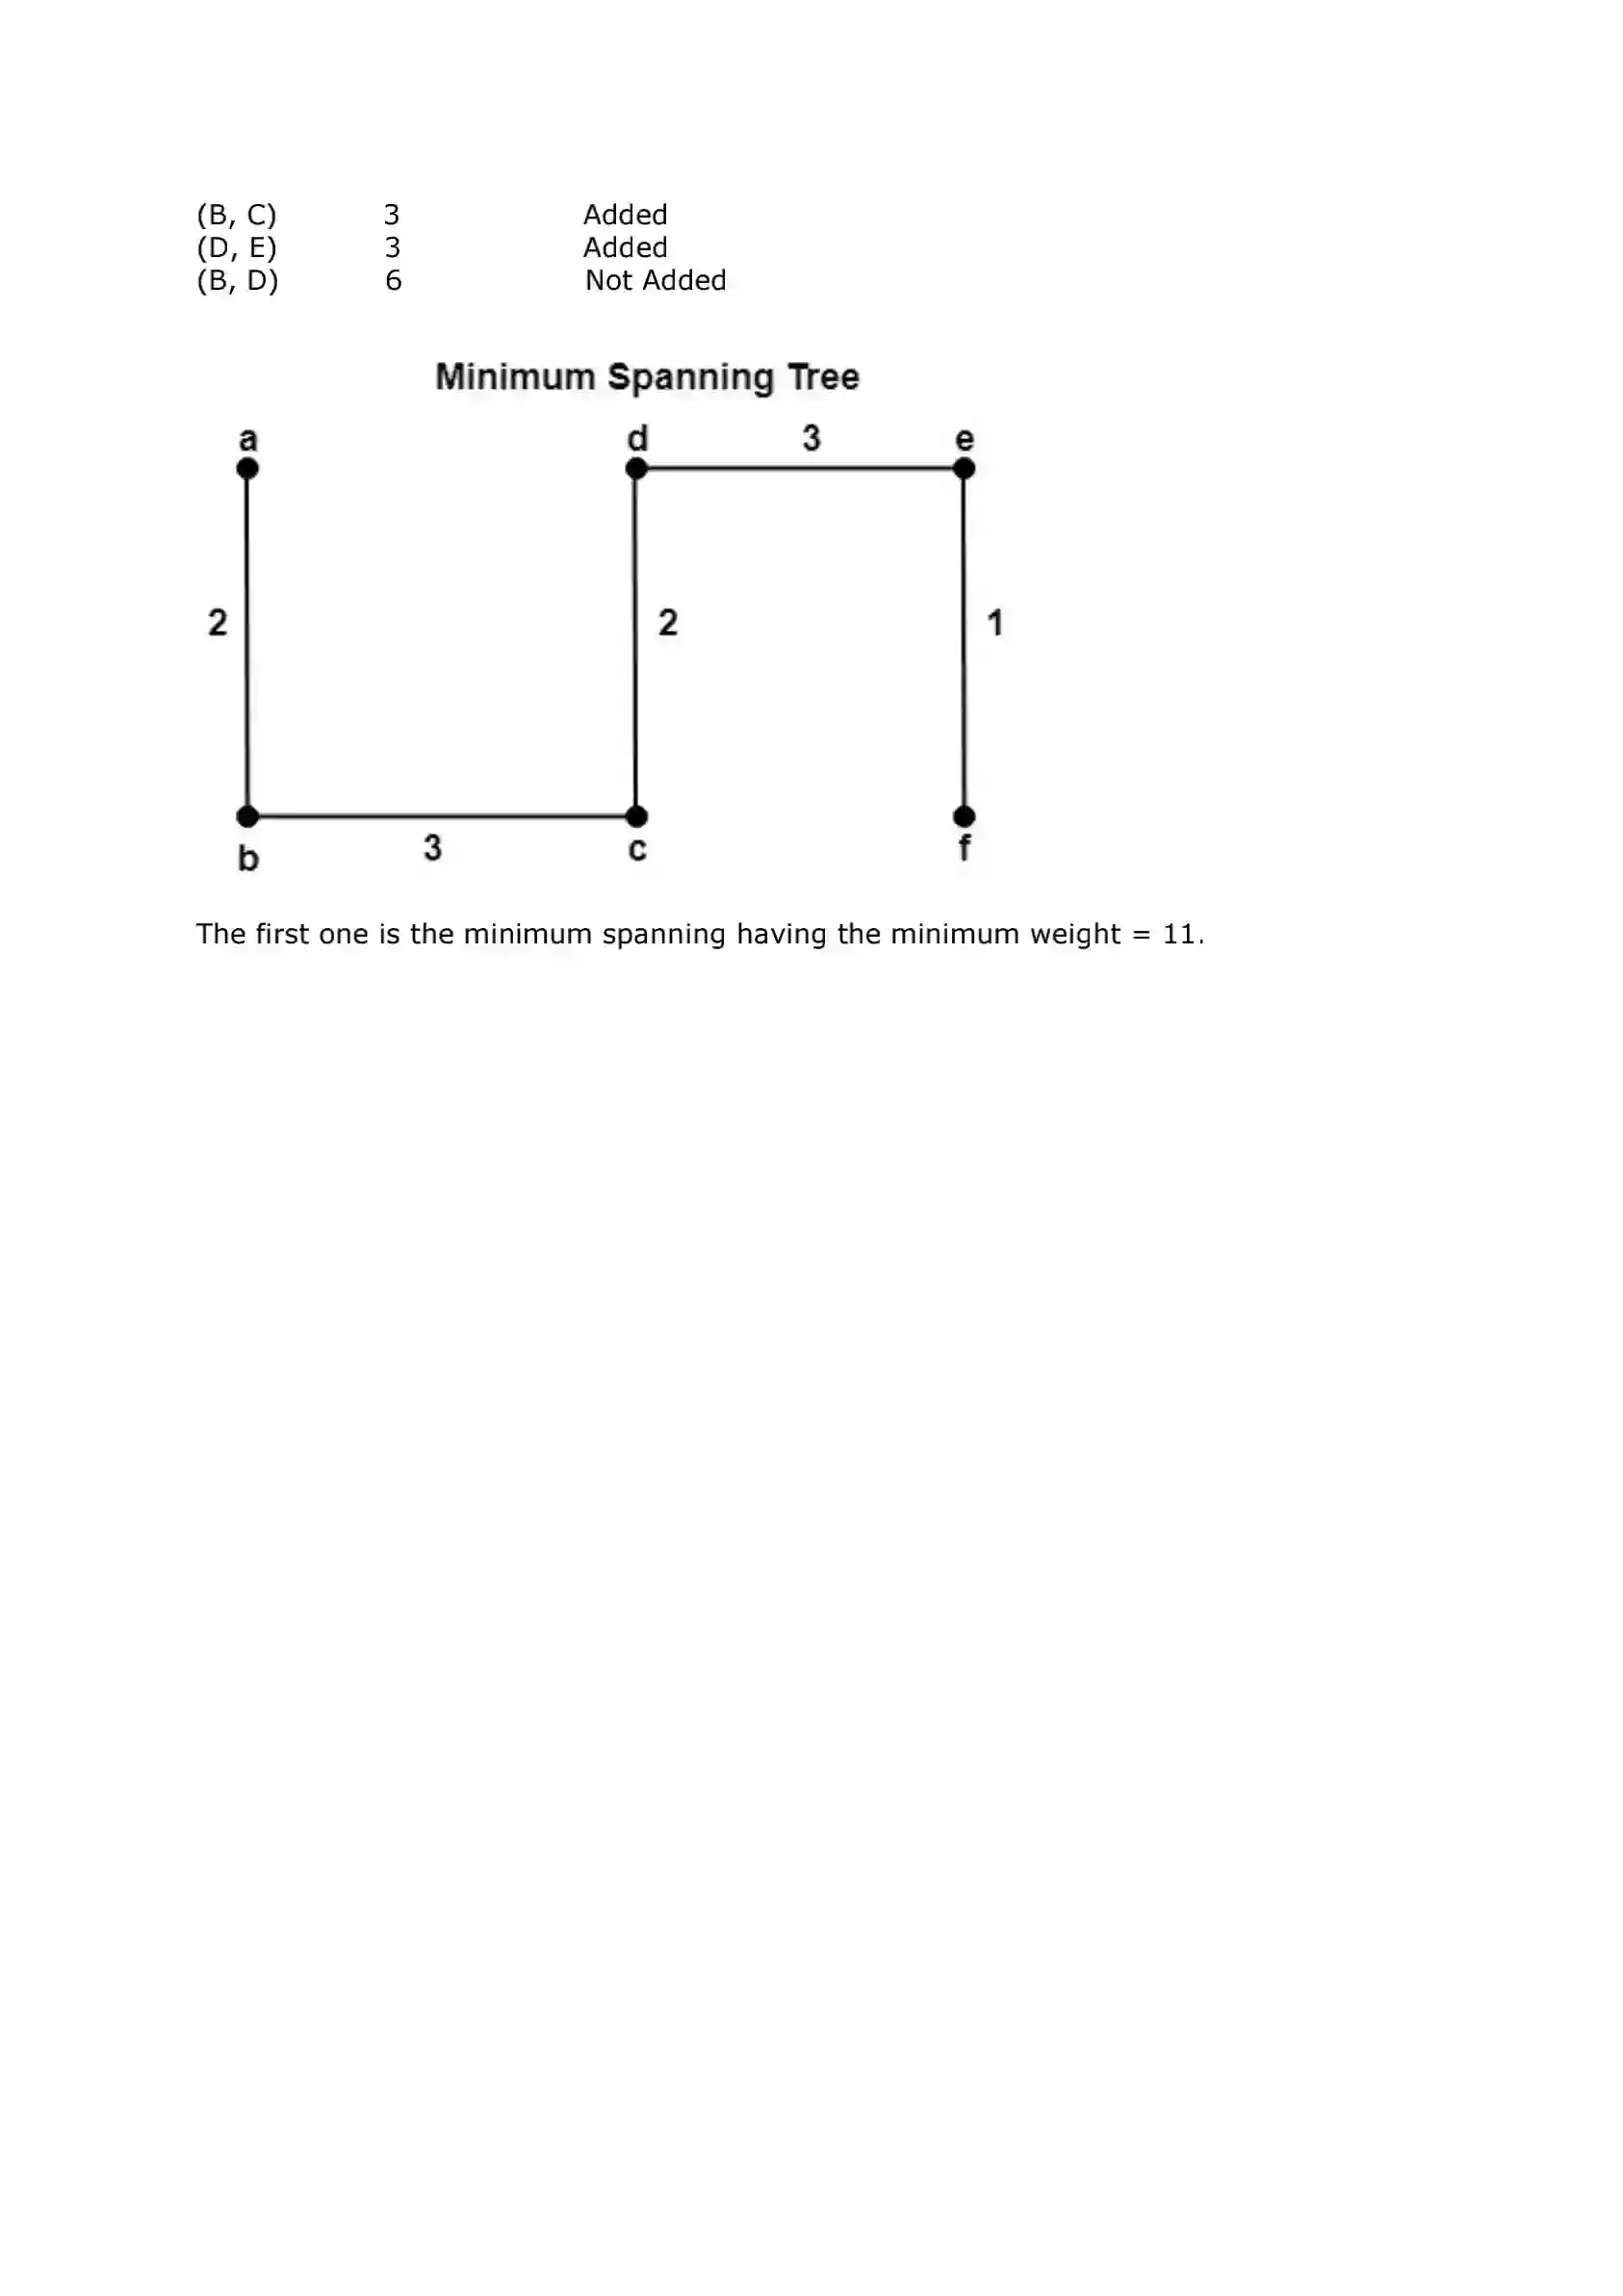 (B, C) 3 Added
(D, E) 3 Added
(B, D) 6 Not Added
Minimum Spanning Tree
a d 3 e
2 2 1
b 3 c f
The first one is the minimum spanning having the minimum weight = 11.